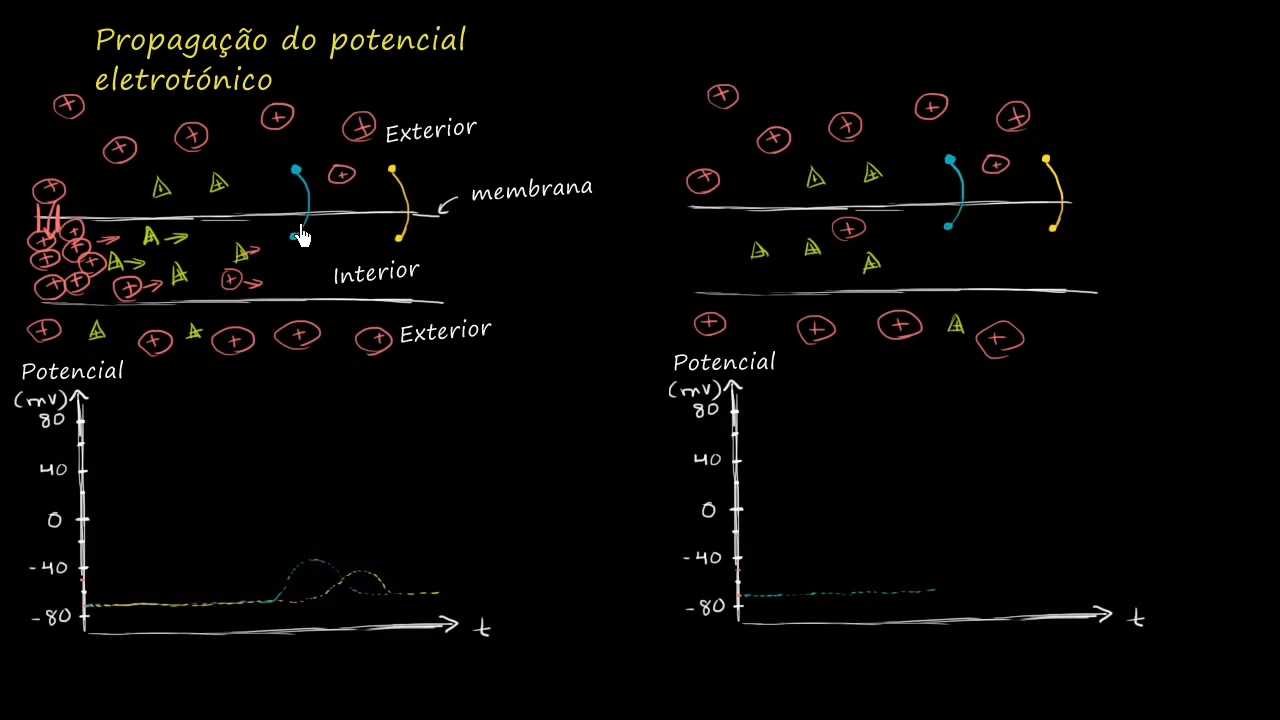 Propagação do potencial
eletrotónico
Exterior
membrana
Interior
Exterior
Potencial
(mV)
80
40
0
-40
-80
t
Potencial
(mV)
80
40
0
-40
-80
t